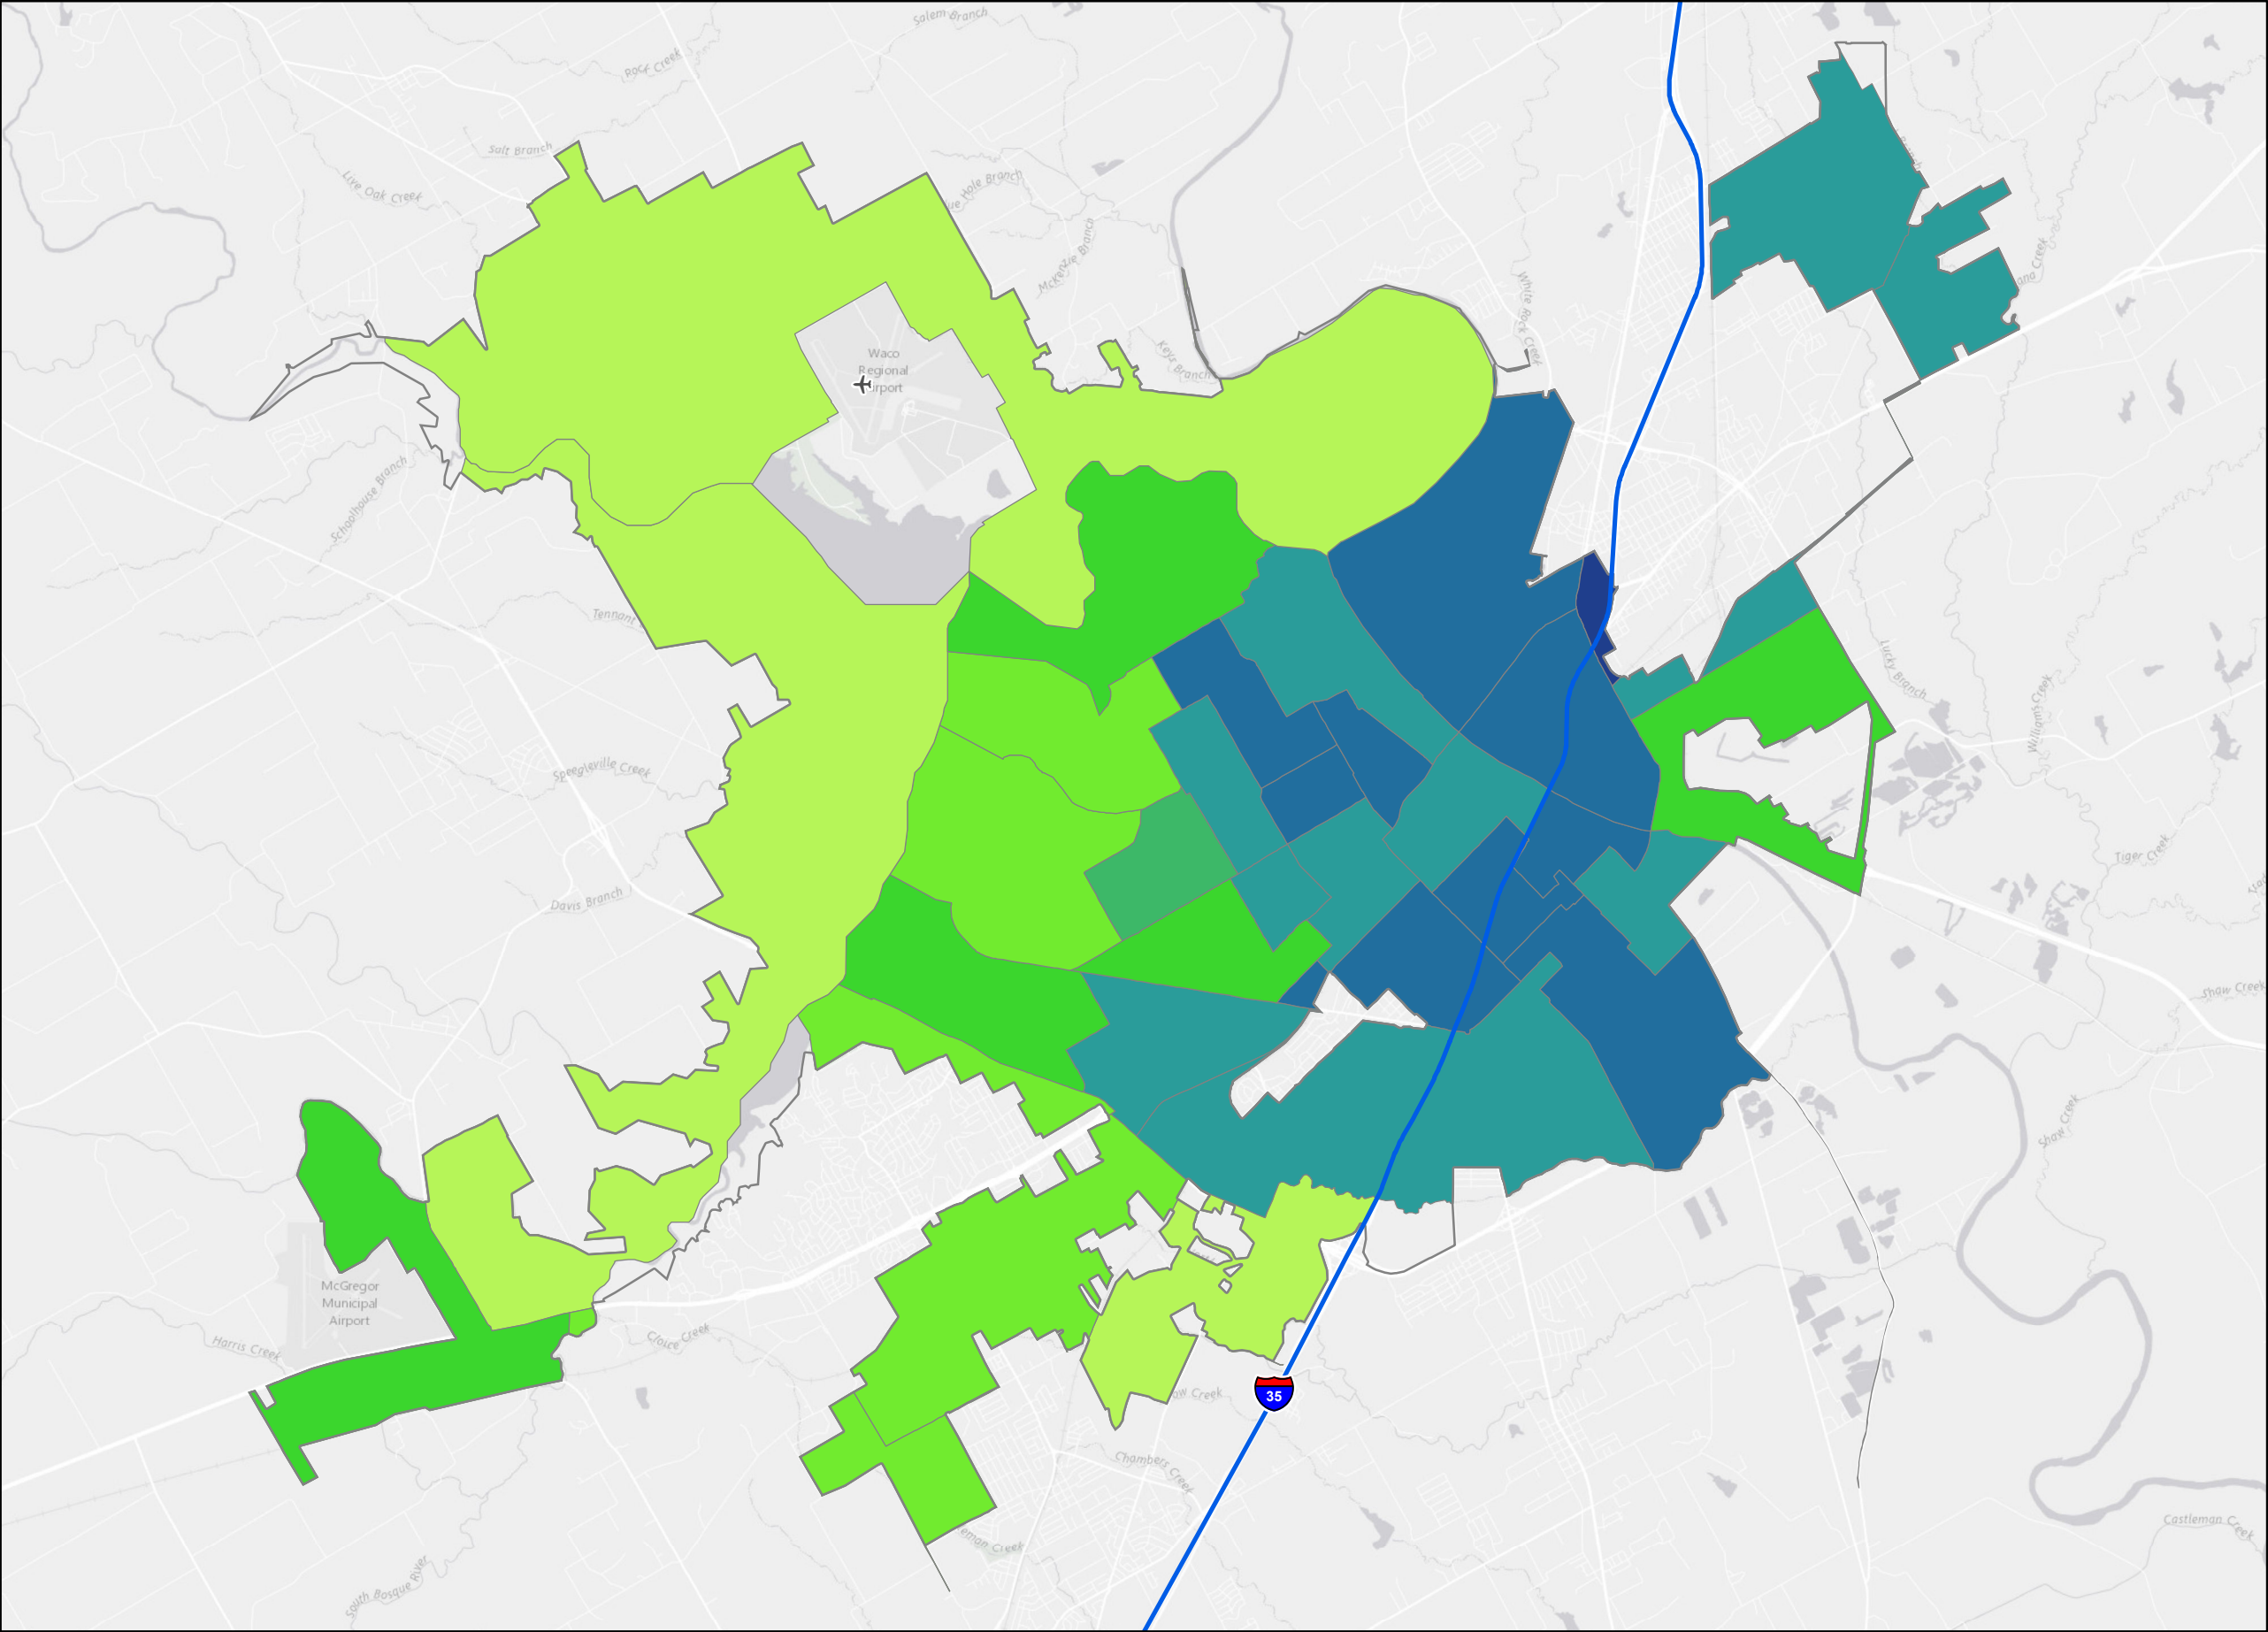 Salem Branch
Rock Creek
Salt Branch
Live Oak Creek
Hole Branch
McKenzie Branch
White Rock Creek
Keys Branch
Waco
Regional
Airport
Schoolhouse Branch
Tennant
Lucky Branch
Williams Creek
Speegleville Creek
Tiger Creek
Davis Branch
Shaw Creek
Shaw Creek
McGregor
Municipal
Airport
Harris Creek
Cloice Creek
35
Chambers Creek
Castleman Creek
South Bosque River